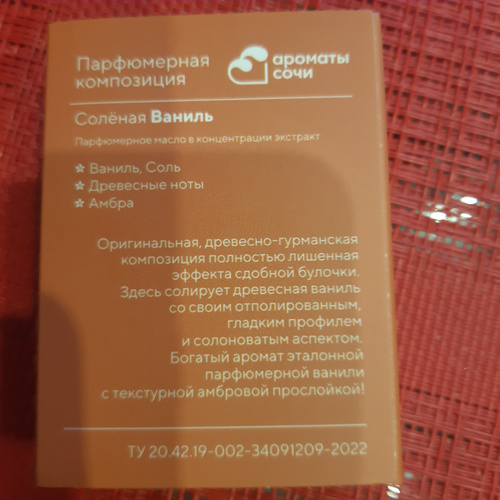 Парфюмерная
композиция
ароматы
сочи
Солёная Ваниль
Парфюмерное масло в концентрации экстракт
Ваниль, Соль
Древесные ноты
Амбра
Оригинальная, древесно-гурманская
композиция полностью лишенная
эффекта сдобной булочки.
Здесь солирует древесная ваниль
со своим отполированным,
гладким профилем
и солоноватым аспектом.
Богатый аромат эталонной
парфюмерной ванили
с текстурной амбровой прослойкой!
ТУ 20.42.19-002-34091209-2022